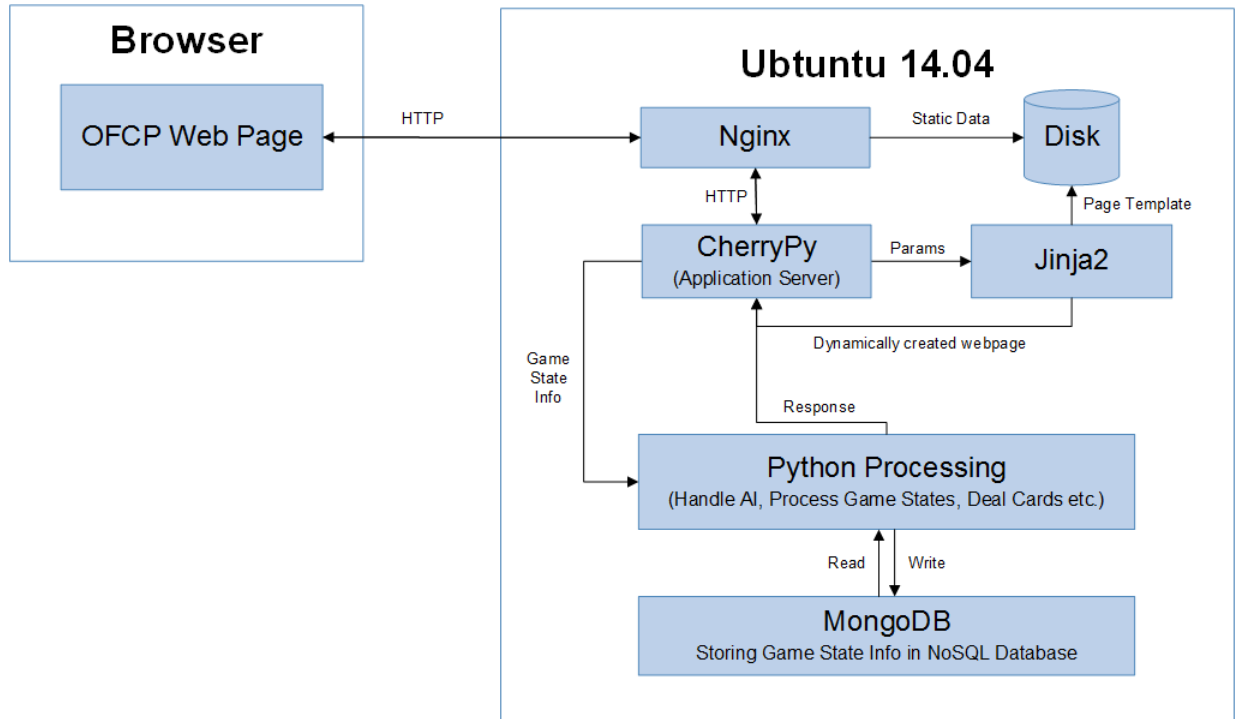 Browser
OFCP Web Page
HTTP
Ubtuntu 14.04
Nginx
Static Data
Disk
HTTP
Page Template
CherryPy
(Application Server)
Params
Jinja2
Dynamically created webpage
Game
State
Info
Response
Python Processing
(Handle AI, Process Game States, Deal Cards etc.)
Read
Write
MongoDB
Storing Game State Info in NoSQL Database